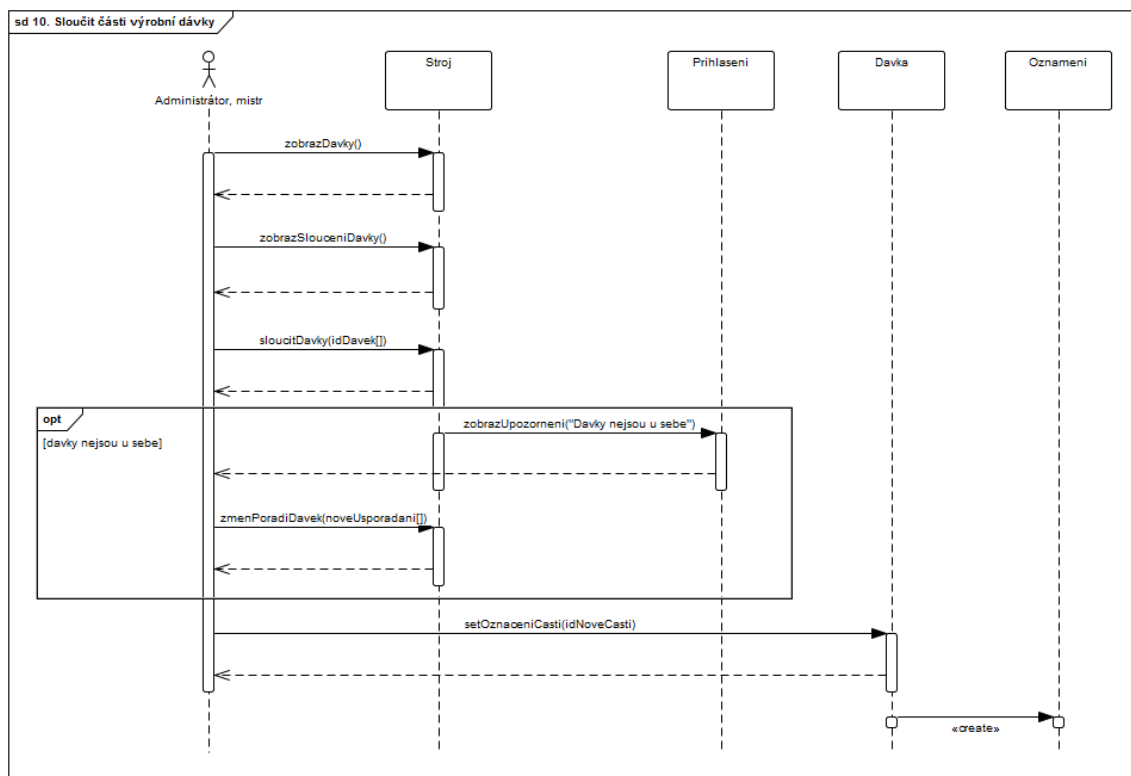 sd 10. Sloučit části výrobní dávky
Administrátor, mistr
Stroj
Prihlaseni
Davka
Oznameni
zobrazDavky()
zobrazSlouceniDavky()
sloucitDavky(idDavek[])
opt
[davky nejsou u sebe]
zobrazUpozorneni("Davky nejsou u sebe")
zmenPoradiDavek(noveUsporadani[])
setOznaceniCasti(idNoveCasti)
«create»